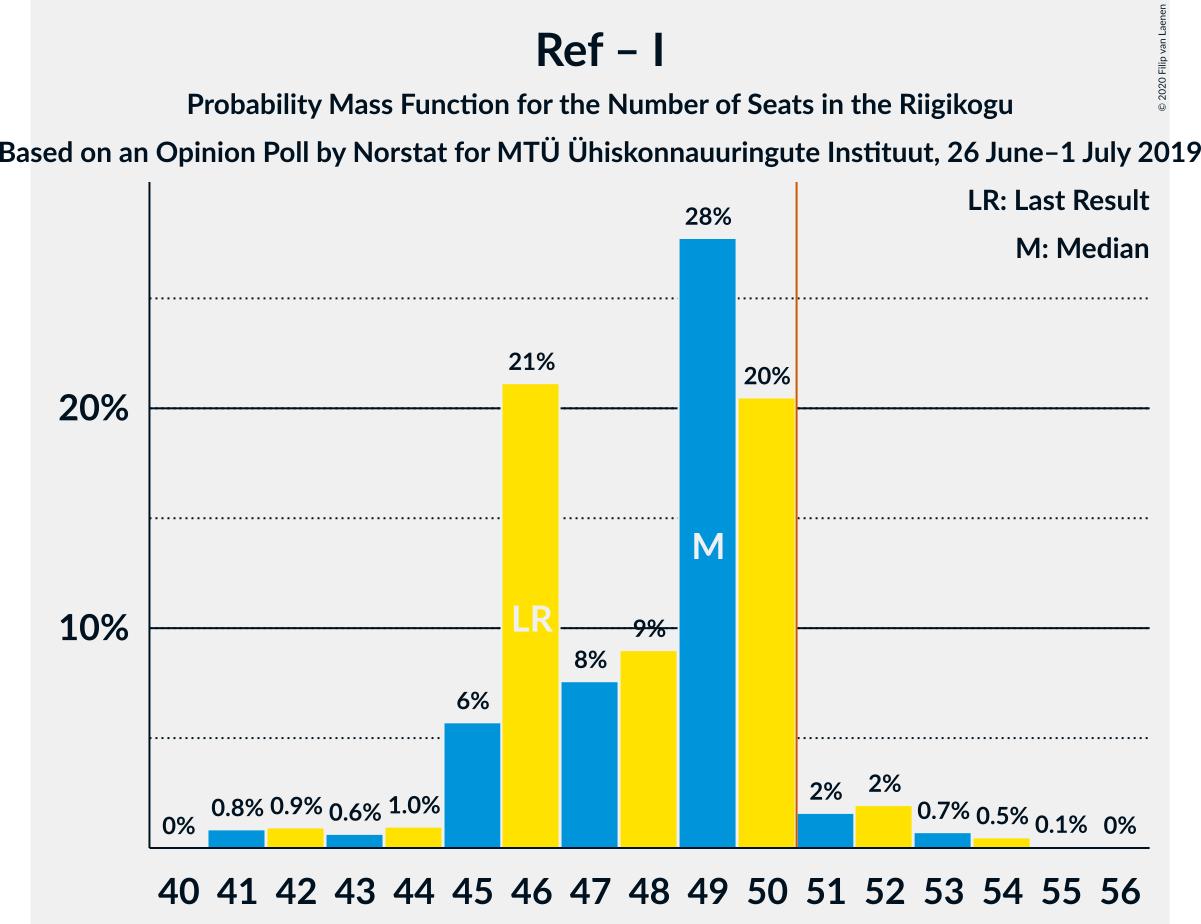 Ref – I
Probability Mass Function for the Number of Seats in the Riigikogu
Based on an Opinion Poll by Norstat for MTÜ Ühiskonnauuringute Instituut, 26 June–1 July 2019
© 2020 Filip van Laenen
LR: Last Result
M: Median
28%
21%
20%
20%
M
LR
10%
9%
8%
6%
0% 0.8% 0.9% 0.6% 1.0% 2% 2% 0.7% 0.5% 0.1% 0%
40 41 42 43 44 45 46 47 48 49 50 51 52 53 54 55 56